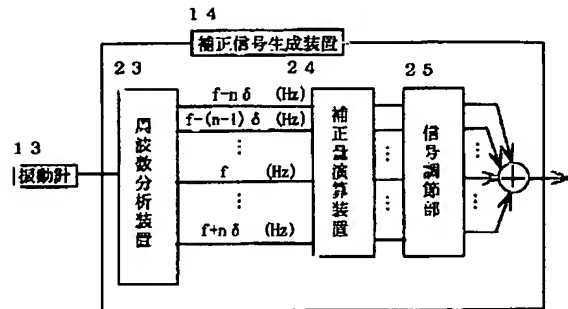 14
補正信号生成装置
23
24
25
f−nδ (Hz)
f−(n−1)δ (Hz)
⋮
f (Hz)
⋮
f+nδ (Hz)
13
振動計
周波数分析装置
補正量演算装置
信号調節部